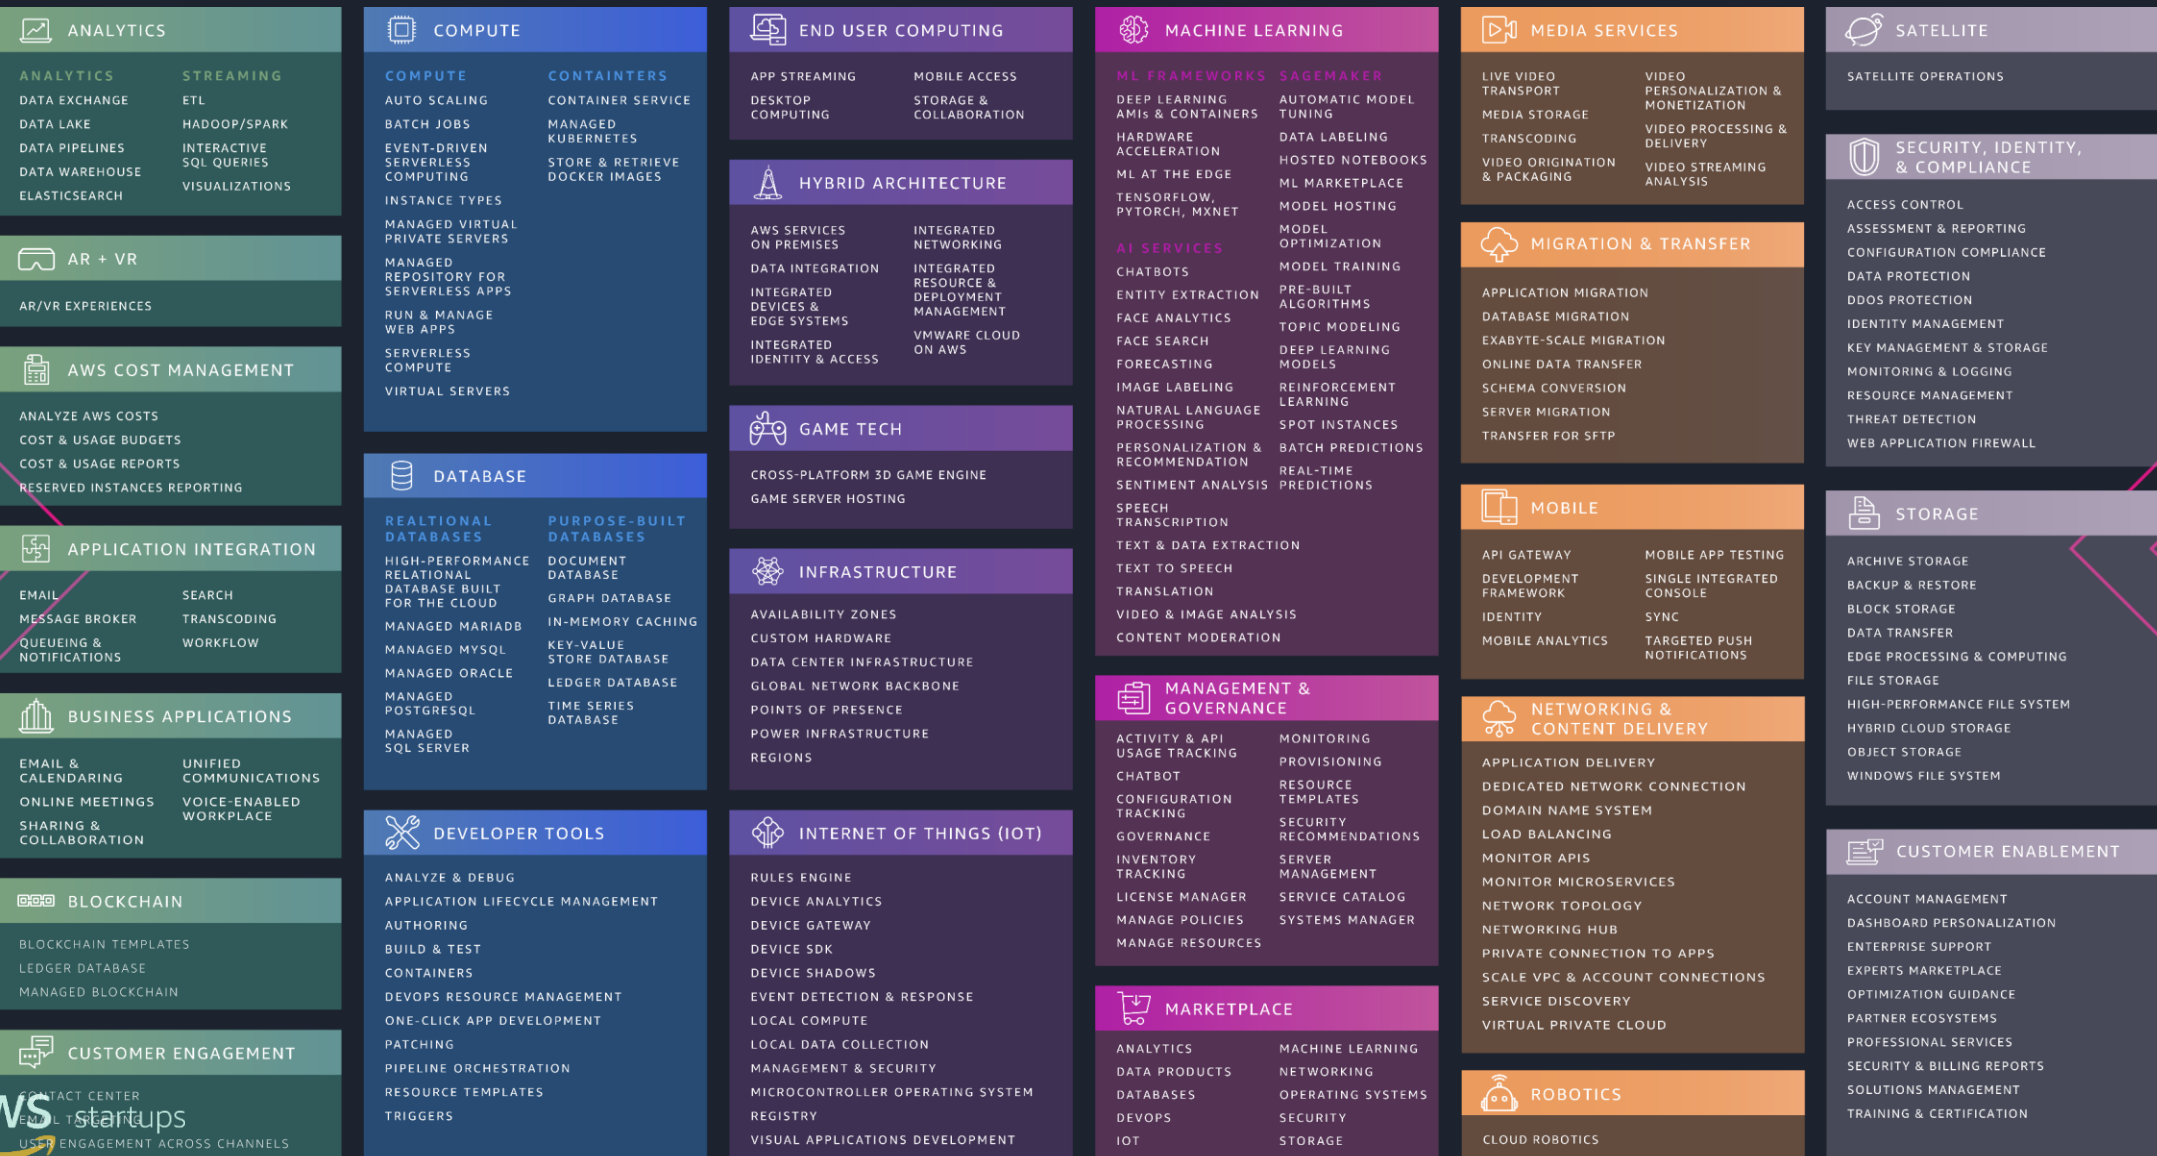 ANALYTICS
ANALYTICS
DATA EXCHANGE
DATA LAKE
DATA PIPELINES
DATA WAREHOUSE
ELASTICSEARCH
STREAMING
ETL
HADOOP/SPARK
INTERACTIVE
SQL QUERIES
VISUALIZATIONS
AR + VR
AR/VR EXPERIENCES
AWS COST MANAGEMENT
ANALYZE AWS COSTS
COST & USAGE BUDGETS
COST & USAGE REPORTS
RESERVED INSTANCES REPORTING
APPLICATION INTEGRATION
EMAIL
MESSAGE BROKER
QUEUEING &
NOTIFICATIONS
SEARCH
TRANSCODING
WORKFLOW
BUSINESS APPLICATIONS
EMAIL &
CALENDARING
ONLINE MEETINGS
SHARING &
COLLABORATION
UNIFIED
COMMUNICATIONS
VOICE-ENABLED
WORKPLACE
BLOCKCHAIN
BLOCKCHAIN TEMPLATES
LEDGER DATABASE
MANAGED BLOCKCHAIN
CUSTOMER ENGAGEMENT
CONTACT CENTER
EMAIL TARGETING
USER ENGAGEMENT ACROSS CHANNELS
startups
COMPUTE
COMPUTE
AUTO SCALING
BATCH JOBS
EVENT-DRIVEN
SERVERLESS
COMPUTING
INSTANCE TYPES
MANAGED VIRTUAL
PRIVATE SERVERS
MANAGED
REPOSITORY FOR
SERVERLESS APPS
RUN & MANAGE
WEB APPS
SERVERLESS
COMPUTE
VIRTUAL SERVERS
CONTAINTERS
CONTAINER SERVICE
MANAGED
KUBERNETES
STORE & RETRIEVE
DOCKER IMAGES
DATABASE
REALTIONAL
DATABASES
HIGH-PERFORMANCE
RELATIONAL
DATABASE BUILT
FOR THE CLOUD
MANAGED MARIADB
MANAGED MYSQL
MANAGED ORACLE
MANAGED
POSTGRESQL
MANAGED
SQL SERVER
PURPOSE-BUILT
DATABASES
DOCUMENT
DATABASE
GRAPH DATABASE
IN-MEMORY CACHING
KEY-VALUE
STORE DATABASE
LEDGER DATABASE
TIME SERIES
DATABASE
DEVELOPER TOOLS
ANALYZE & DEBUG
APPLICATION LIFECYCLE MANAGEMENT
AUTHORING
BUILD & TEST
CONTAINERS
DEVOPS RESOURCE MANAGEMENT
ONE-CLICK APP DEVELOPMENT
PATCHING
PIPELINE ORCHESTRATION
RESOURCE TEMPLATES
TRIGGERS
END USER COMPUTING
APP STREAMING
DESKTOP
COMPUTING
MOBILE ACCESS
STORAGE &
COLLABORATION
HYBRID ARCHITECTURE
AWS SERVICES
ON PREMISES
DATA INTEGRATION
INTEGRATED
DEVICES &
EDGE SYSTEMS
INTEGRATED
IDENTITY & ACCESS
INTEGRATED
NETWORKING
INTEGRATED
RESOURCE &
DEPLOYMENT
MANAGEMENT
VMWARE CLOUD
ON AWS
GAME TECH
CROSS-PLATFORM 3D GAME ENGINE
GAME SERVER HOSTING
INFRASTRUCTURE
AVAILABILITY ZONES
CUSTOM HARDWARE
DATA CENTER INFRASTRUCTURE
GLOBAL NETWORK BACKBONE
POINTS OF PRESENCE
POWER INFRASTRUCTURE
REGIONS
INTERNET OF THINGS (IOT)
RULES ENGINE
DEVICE ANALYTICS
DEVICE GATEWAY
DEVICE SDK
DEVICE SHADOWS
EVENT DETECTION & RESPONSE
LOCAL COMPUTE
LOCAL DATA COLLECTION
MANAGEMENT & SECURITY
MICROCONTROLLER OPERATING SYSTEM
REGISTRY
VISUAL APPLICATIONS DEVELOPMENT
MACHINE LEARNING
ML FRAMEWORKS
DEEP LEARNING
AMIs & CONTAINERS
HARDWARE
ACCELERATION
ML AT THE EDGE
TENSORFLOW,
PYTORCH, MXNET
AI SERVICES
CHATBOTS
ENTITY EXTRACTION
FACE ANALYTICS
FACE SEARCH
FORECASTING
IMAGE LABELING
NATURAL LANGUAGE
PROCESSING
PERSONALIZATION &
RECOMMENDATION
SENTIMENT ANALYSIS
SPEECH
TRANSCRIPTION
TEXT & DATA EXTRACTION
TEXT TO SPEECH
TRANSLATION
VIDEO & IMAGE ANALYSIS
CONTENT MODERATION
SAGEMAKER
AUTOMATIC MODEL
TUNING
DATA LABELING
HOSTED NOTEBOOKS
ML MARKETPLACE
MODEL HOSTING
MODEL
OPTIMIZATION
MODEL TRAINING
PRE-BUILT
ALGORITHMS
TOPIC MODELING
DEEP LEARNING
MODELS
REINFORCEMENT
LEARNING
SPOT INSTANCES
BATCH PREDICTIONS
REAL-TIME
PREDICTIONS
MANAGEMENT &
GOVERNANCE
ACTIVITY & API
USAGE TRACKING
CHATBOT
CONFIGURATION
TRACKING
GOVERNANCE
INVENTORY
TRACKING
LICENSE MANAGER
MANAGE POLICIES
MANAGE RESOURCES
MONITORING
PROVISIONING
RESOURCE
TEMPLATES
SECURITY
RECOMMENDATIONS
SERVER
MANAGEMENT
SERVICE CATALOG
SYSTEMS MANAGER
MARKETPLACE
ANALYTICS
DATA PRODUCTS
DATABASES
DEVOPS
IOT
MACHINE LEARNING
NETWORKING
OPERATING SYSTEMS
SECURITY
STORAGE
MEDIA SERVICES
LIVE VIDEO
TRANSPORT
MEDIA STORAGE
TRANSCODING
VIDEO ORIGINATION
& PACKAGING
VIDEO
PERSONALIZATION &
MONETIZATION
VIDEO PROCESSING &
DELIVERY
VIDEO STREAMING
ANALYSIS
MIGRATION & TRANSFER
APPLICATION MIGRATION
DATABASE MIGRATION
EXABYTE-SCALE MIGRATION
ONLINE DATA TRANSFER
SCHEMA CONVERSION
SERVER MIGRATION
TRANSFER FOR SFTP
MOBILE
API GATEWAY
DEVELOPMENT
FRAMEWORK
IDENTITY
MOBILE ANALYTICS
MOBILE APP TESTING
SINGLE INTEGRATED
CONSOLE
SYNC
TARGETED PUSH
NOTIFICATIONS
NETWORKING &
CONTENT DELIVERY
APPLICATION DELIVERY
DEDICATED NETWORK CONNECTION
DOMAIN NAME SYSTEM
LOAD BALANCING
MONITOR APIS
MONITOR MICROSERVICES
NETWORK TOPOLOGY
NETWORKING HUB
PRIVATE CONNECTION TO APPS
SCALE VPC & ACCOUNT CONNECTIONS
SERVICE DISCOVERY
VIRTUAL PRIVATE CLOUD
ROBOTICS
CLOUD ROBOTICS
SATELLITE
SATELLITE OPERATIONS
SECURITY, IDENTITY,
& COMPLIANCE
ACCESS CONTROL
ASSESSMENT & REPORTING
CONFIGURATION COMPLIANCE
DATA PROTECTION
DDOS PROTECTION
IDENTITY MANAGEMENT
KEY MANAGEMENT & STORAGE
MONITORING & LOGGING
RESOURCE MANAGEMENT
THREAT DETECTION
WEB APPLICATION FIREWALL
STORAGE
ARCHIVE STORAGE
BACKUP & RESTORE
BLOCK STORAGE
DATA TRANSFER
EDGE PROCESSING & COMPUTING
FILE STORAGE
HIGH-PERFORMANCE FILE SYSTEM
HYBRID CLOUD STORAGE
OBJECT STORAGE
WINDOWS FILE SYSTEM
CUSTOMER ENABLEMENT
ACCOUNT MANAGEMENT
DASHBOARD PERSONALIZATION
ENTERPRISE SUPPORT
EXPERTS MARKETPLACE
OPTIMIZATION GUIDANCE
PARTNER ECOSYSTEMS
PROFESSIONAL SERVICES
SECURITY & BILLING REPORTS
SOLUTIONS MANAGEMENT
TRAINING & CERTIFICATION